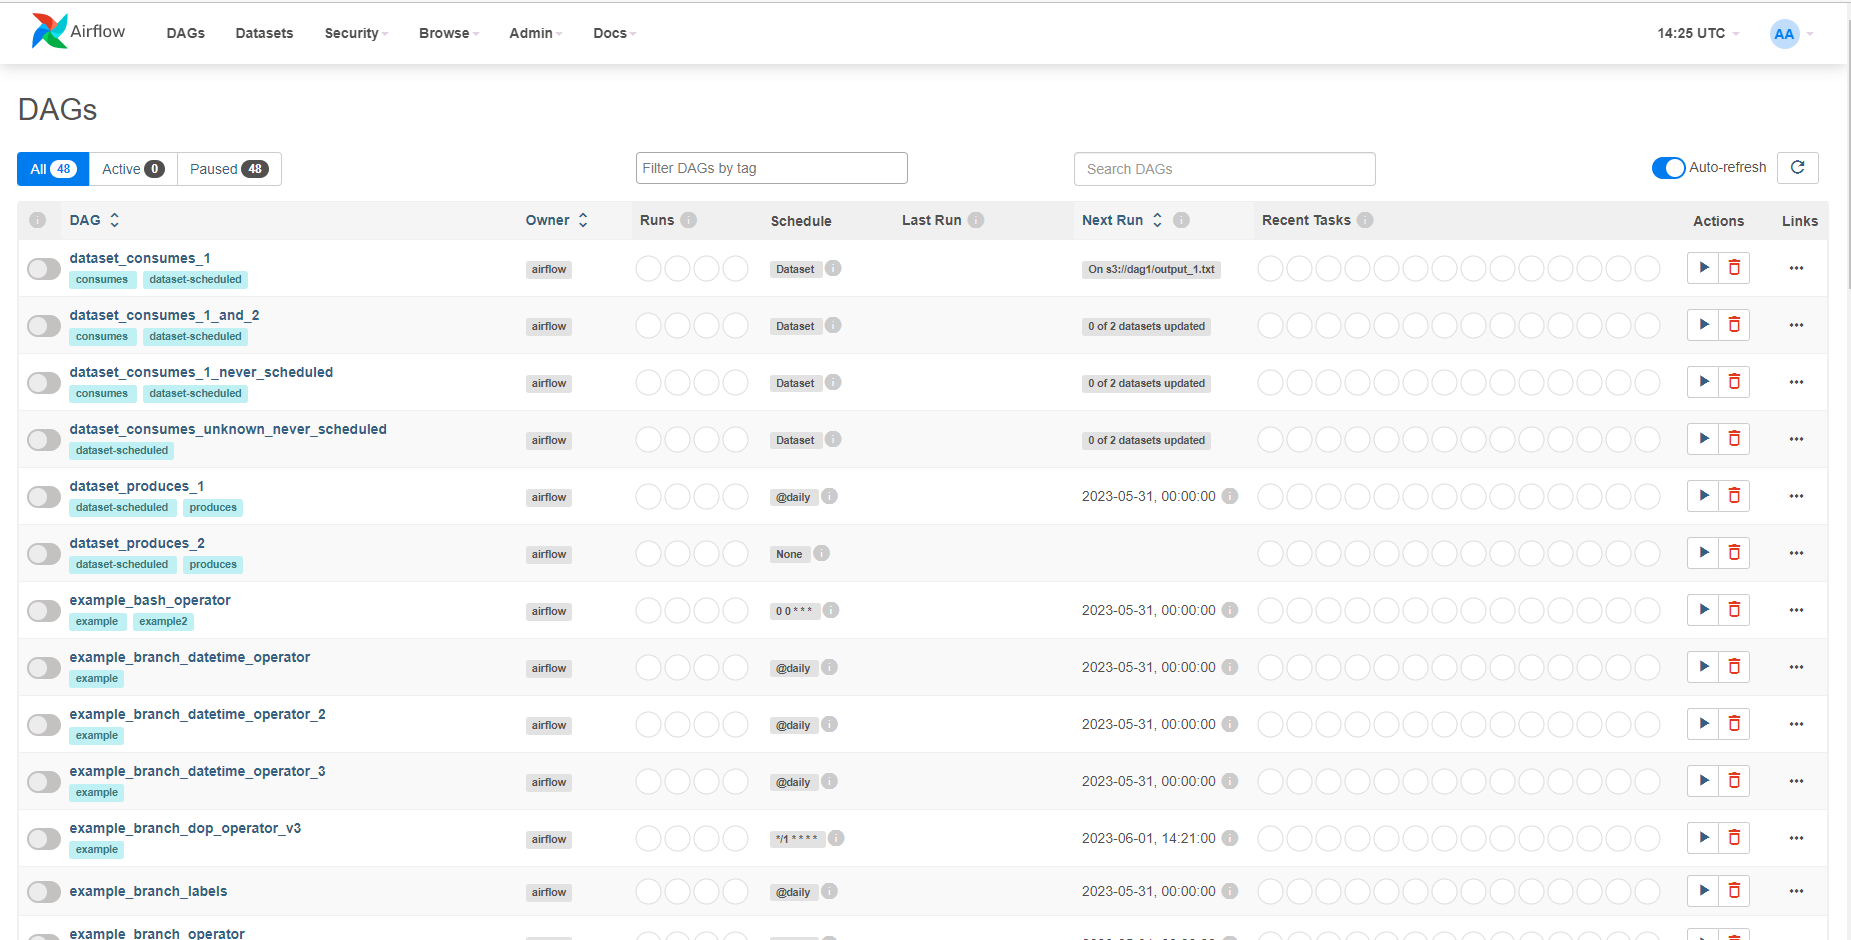 Airflow DAGs Datasets Security Browse Admin Docs 14:25 UTC AA
DAGs
All 48 Active 0 Paused 48 Filter DAGs by tag Search DAGs Auto-refresh
DAG Owner Runs Schedule Last Run Next Run Recent Tasks Actions Links
dataset_consumes_1
consumes dataset-scheduled airflow Dataset On s3://dag1/output_1.txt
dataset_consumes_1_and_2
consumes dataset-scheduled airflow Dataset 0 of 2 datasets updated
dataset_consumes_1_never_scheduled
consumes dataset-scheduled airflow Dataset 0 of 2 datasets updated
dataset_consumes_unknown_never_scheduled
dataset-scheduled airflow Dataset 0 of 2 datasets updated
dataset_produces_1
dataset-scheduled produces airflow @daily 2023-05-31, 00:00:00
dataset_produces_2
dataset-scheduled produces airflow None
example_bash_operator
example example2 airflow 0 0 * * * 2023-05-31, 00:00:00
example_branch_datetime_operator
example airflow @daily 2023-05-31, 00:00:00
example_branch_datetime_operator_2
example airflow @daily 2023-05-31, 00:00:00
example_branch_datetime_operator_3
example airflow @daily 2023-05-31, 00:00:00
example_branch_dop_operator_v3
example airflow */1 * * * * 2023-06-01, 14:21:00
example_branch_labels airflow @daily 2023-05-31, 00:00:00
example_branch_operator